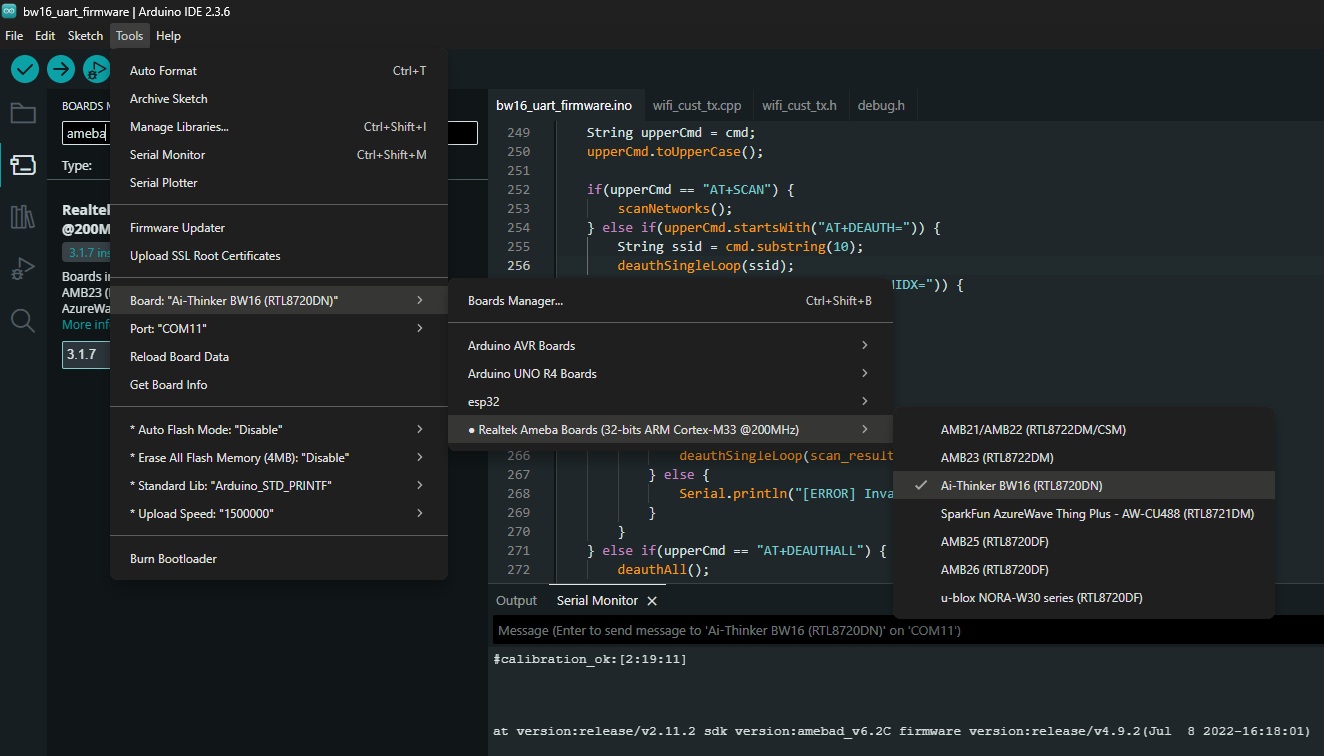 bw16_uart_firmware | Arduino IDE 2.3.6
File Edit Sketch Tools Help
BOARDS M
ameba
Type:
Realtek
@200M
3.1.7 ins
Boards in
AMB23 (
AzureWa
More inf
3.1.7
Auto Format Ctrl+T
Archive Sketch
Manage Libraries... Ctrl+Shift+I
Serial Monitor Ctrl+Shift+M
Serial Plotter
Firmware Updater
Upload SSL Root Certificates
Board: "Ai-Thinker BW16 (RTL8720DN)"
Port: "COM11"
Reload Board Data
Get Board Info
* Auto Flash Mode: "Disable"
* Erase All Flash Memory (4MB): "Disable"
* Standard Lib: "Arduino_STD_PRINTF"
* Upload Speed: "1500000"
Burn Bootloader
Boards Manager... Ctrl+Shift+B
Arduino AVR Boards
Arduino UNO R4 Boards
esp32
● Realtek Ameba Boards (32-bits ARM Cortex-M33 @200MHz)
AMB21/AMB22 (RTL8722DM/CSM)
AMB23 (RTL8722DM)
✓ Ai-Thinker BW16 (RTL8720DN)
SparkFun AzureWave Thing Plus - AW-CU488 (RTL8721DM)
AMB25 (RTL8720DF)
AMB26 (RTL8720DF)
u-blox NORA-W30 series (RTL8720DF)
bw16_uart_firmware.ino wifi_cust_tx.cpp wifi_cust_tx.h debug.h
249 String upperCmd = cmd;
250 upperCmd.toUpperCase();
251
252 if(upperCmd == "AT+SCAN") {
253 scanNetworks();
254 } else if(upperCmd.startsWith("AT+DEAUTH=")) {
255 String ssid = cmd.substring(10);
256 deauthSingleLoop(ssid);
IDX=")) {
266 deauthSingleLoop(scan_result
267 } else {
268 Serial.println("[ERROR] Inva
269 }
270 }
271 } else if(upperCmd == "AT+DEAUTHALL") {
272 deauthAll();
Output Serial Monitor
Message (Enter to send message to 'Ai-Thinker BW16 (RTL8720DN)' on 'COM11')
#calibration_ok:[2:19:11]
at version:release/v2.11.2 sdk version:amebad_v6.2C firmware version:release/v4.9.2(Jul  8 2022-16:18:01)